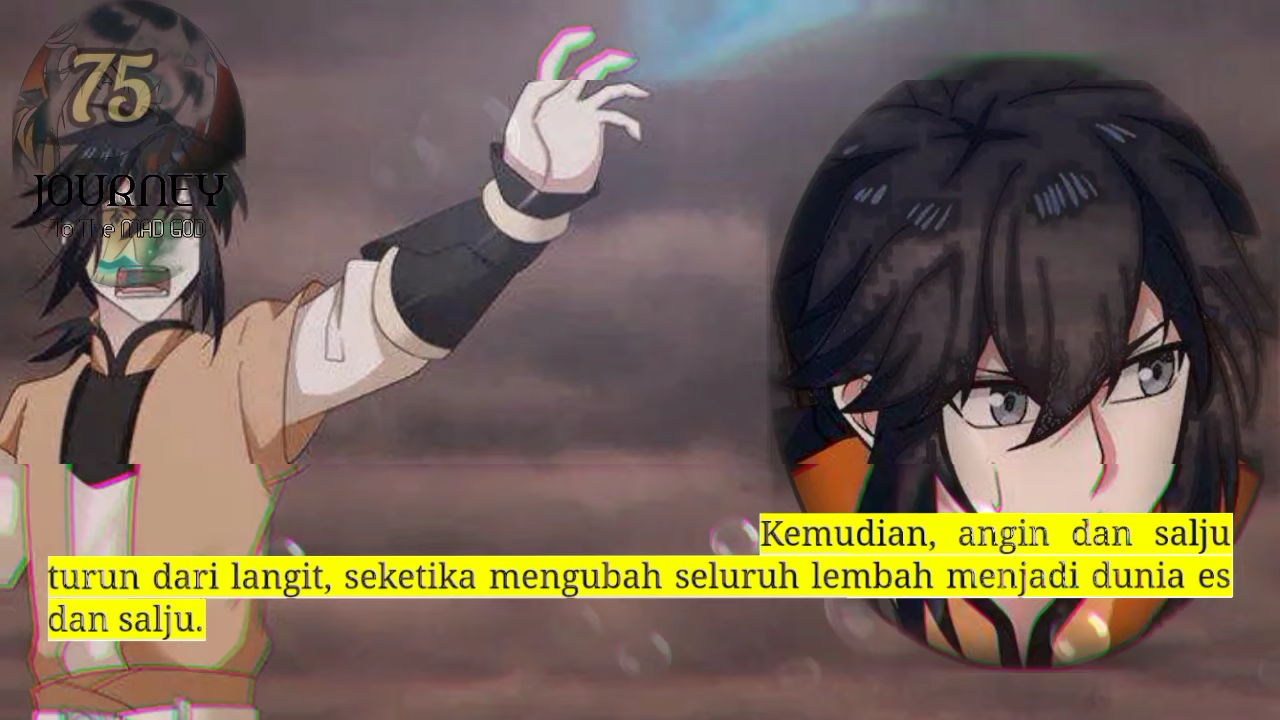 75
JOURNEY
To The MAD GOD
Kemudian, angin dan salju
turun dari langit, seketika mengubah seluruh lembah menjadi dunia es
dan salju.